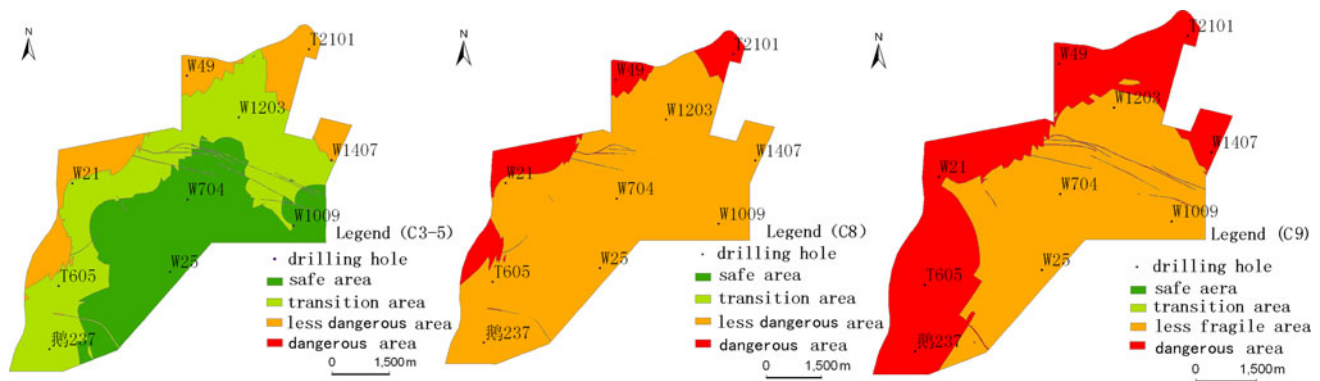 N
T2101
W49
W1203
W1407
W21
W704
W1009
W25
T605
鹅237
Legend (C3-5)
drilling hole
safe area
transition area
less dangerous area
dangerous area
0 1,500m
N
T2101
W49
W1203
W1407
W21
W704
W1009
W25
T605
鹅237
Legend (C8)
drilling hole
safe area
transition area
less dangerous area
dangerous area
0 1,500m
N
T2101
W49
W1203
W1407
W21
W704
W1009
W25
T605
鹅237
Legend (C9)
drilling hole
safe aera
transition area
less fragile area
dangerous area
0 1,500m